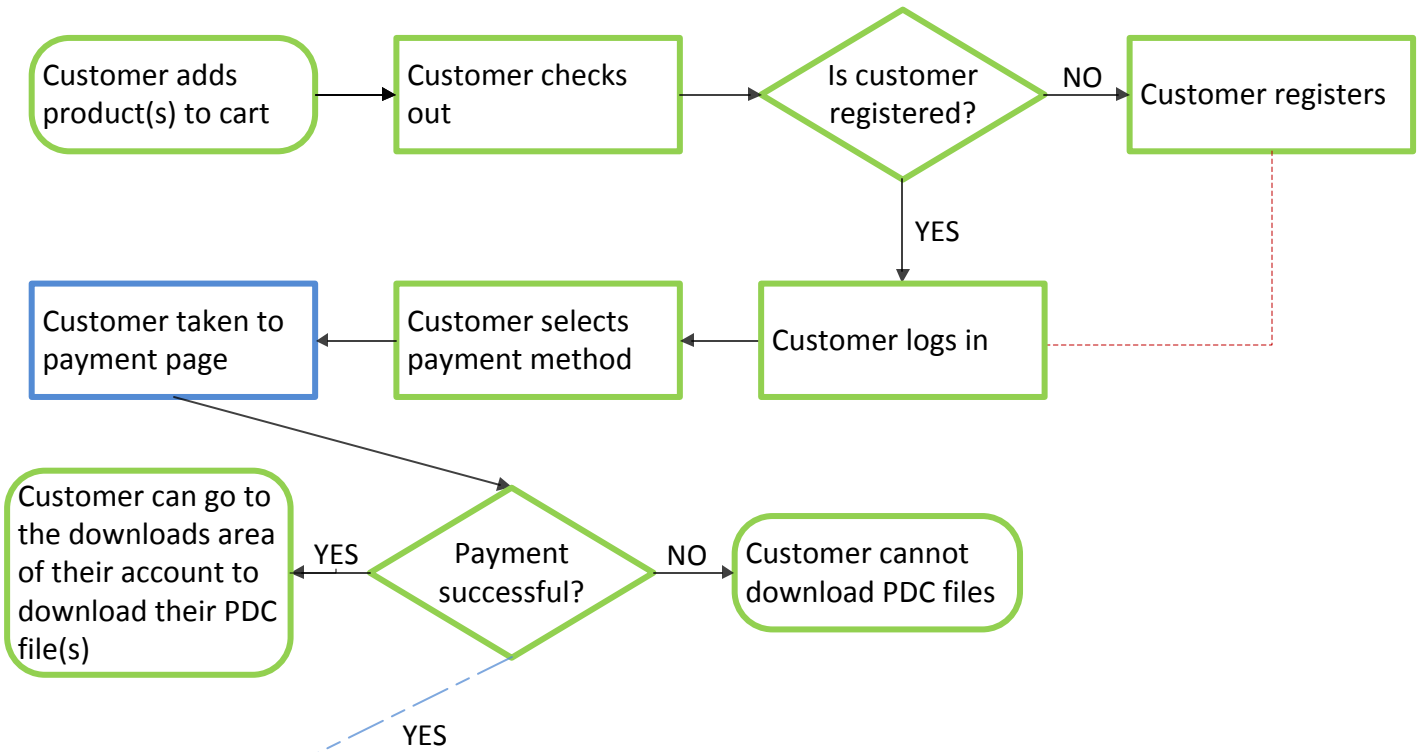 Customer adds
product(s) to cart
Customer checks
out
Is customer
registered?
NO
Customer registers
YES
Customer taken to
payment page
Customer selects
payment method
Customer logs in
Customer can go to
the downloads area
of their account to
download their PDC
file(s)
YES
Payment
successful?
NO
Customer cannot
download PDC files
YES